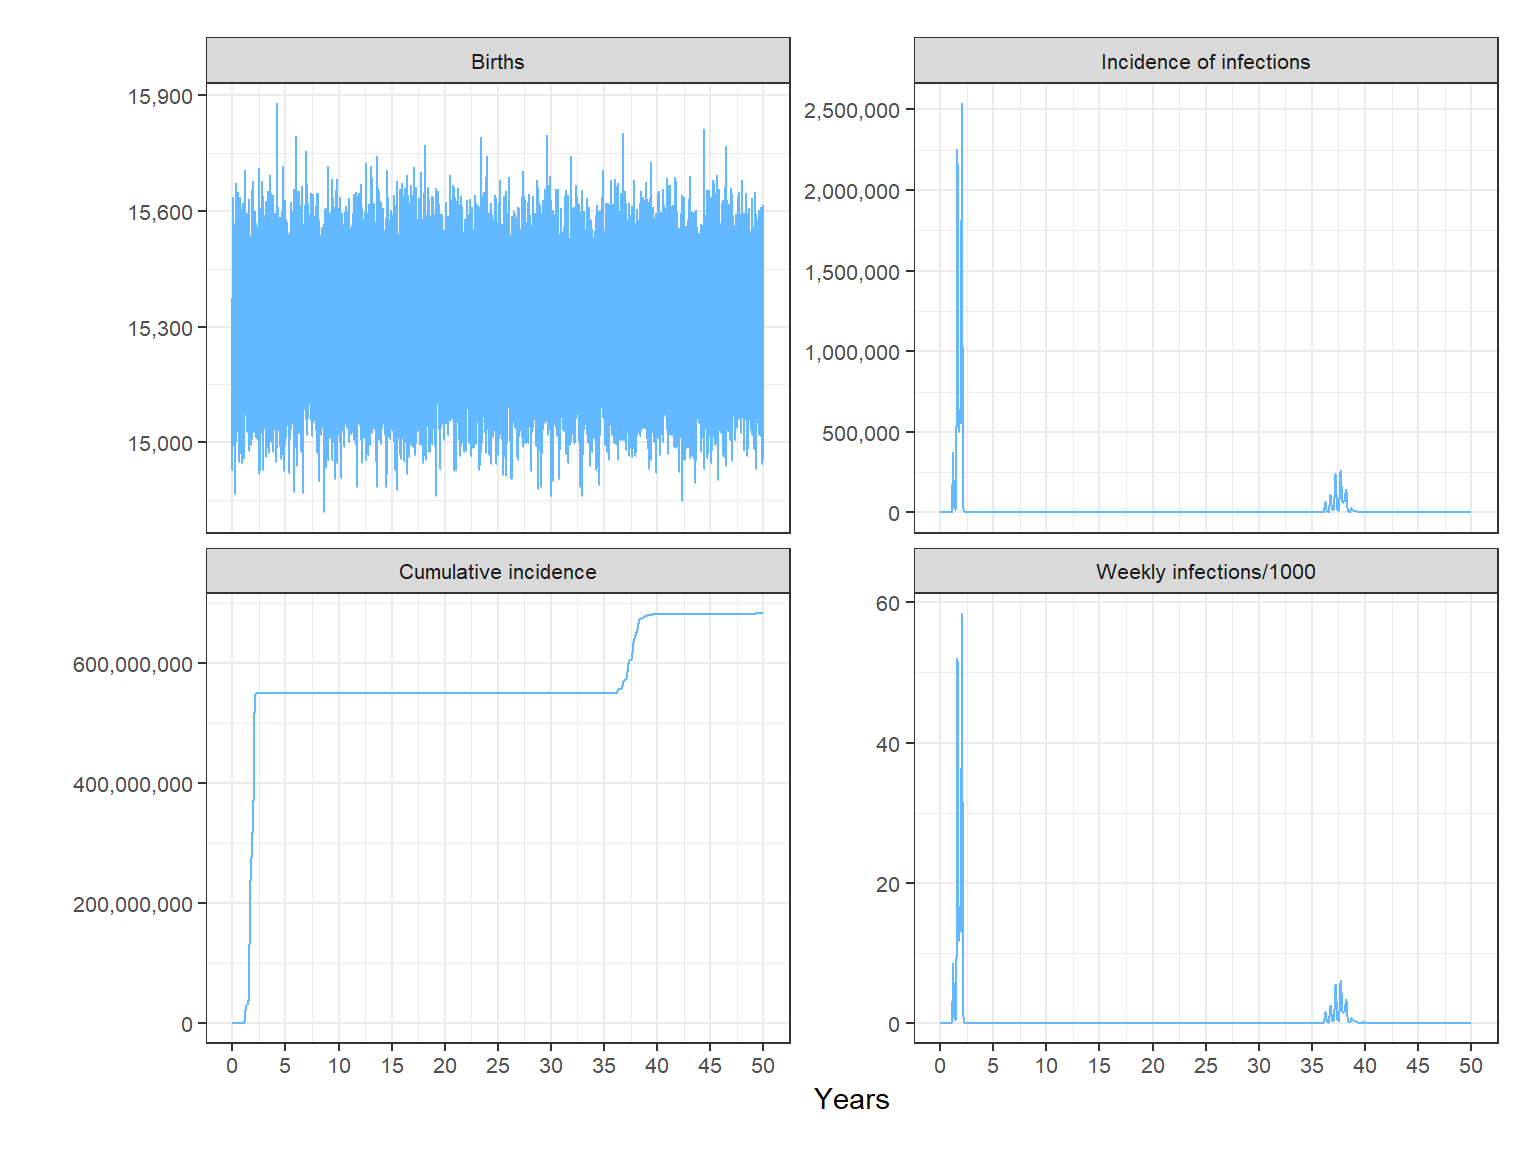 Births
15,900
15,600
15,300
15,000
Incidence of infections
2,500,000
2,000,000
1,500,000
1,000,000
500,000
0
Cumulative incidence
600,000,000
400,000,000
200,000,000
0
0 5 10 15 20 25 30 35 40 45 50
Weekly infections/1000
60
40
20
0
0 5 10 15 20 25 30 35 40 45 50
Years